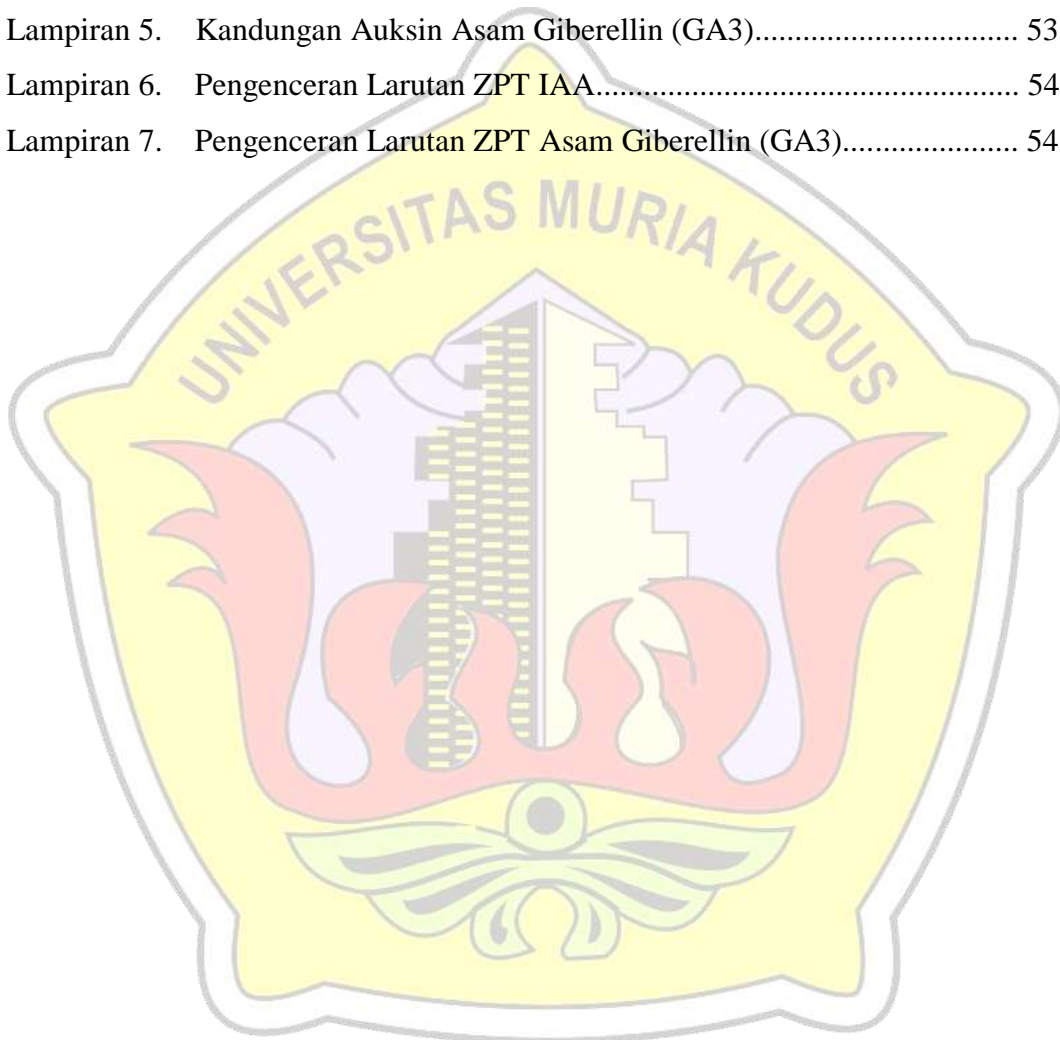 Lampiran 5. Kandungan Auksin Asam Giberellin (GA3)............................... 53
Lampiran 6. Pengenceran Larutan ZPT IAA.................................................. 54
Lampiran 7. Pengenceran Larutan ZPT Asam Giberellin (GA3)..................... 54
UNIVERSITAS MURIA KUDUS